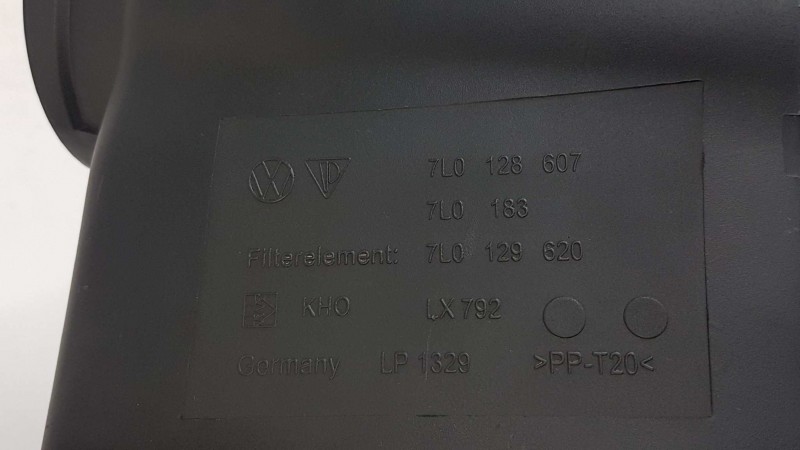 7L0 128 607
7L0 183
Filterelement: 7L0 129 620
KHO LX 792
Germany LP 1329 >PP-T20<